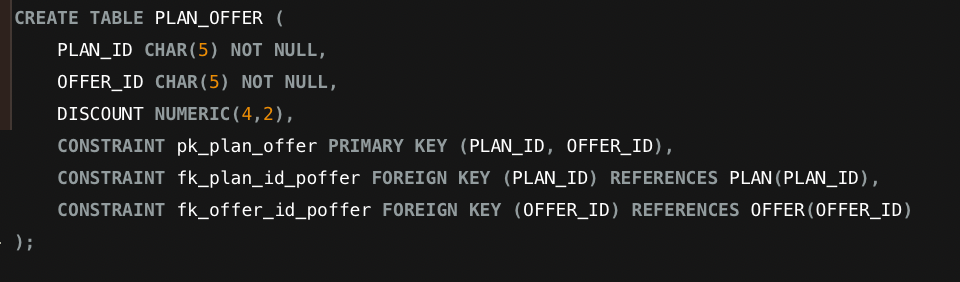 CREATE TABLE PLAN_OFFER (
    PLAN_ID CHAR(5) NOT NULL,
    OFFER_ID CHAR(5) NOT NULL,
    DISCOUNT NUMERIC(4,2),
    CONSTRAINT pk_plan_offer PRIMARY KEY (PLAN_ID, OFFER_ID),
    CONSTRAINT fk_plan_id_poffer FOREIGN KEY (PLAN_ID) REFERENCES PLAN(PLAN_ID),
    CONSTRAINT fk_offer_id_poffer FOREIGN KEY (OFFER_ID) REFERENCES OFFER(OFFER_ID)
);